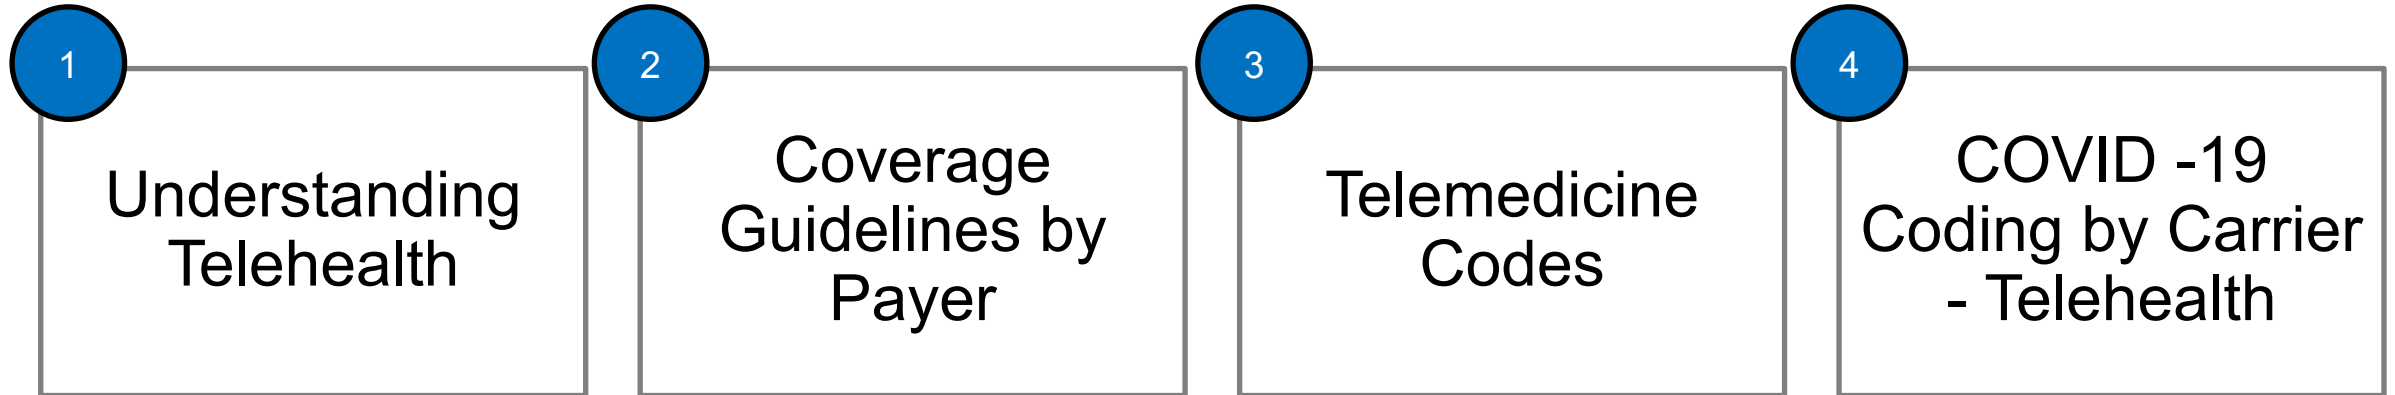 1
Understanding
Telehealth
2
Coverage
Guidelines by
Payer
3
Telemedicine
Codes
4
COVID -19
Coding by Carrier
- Telehealth